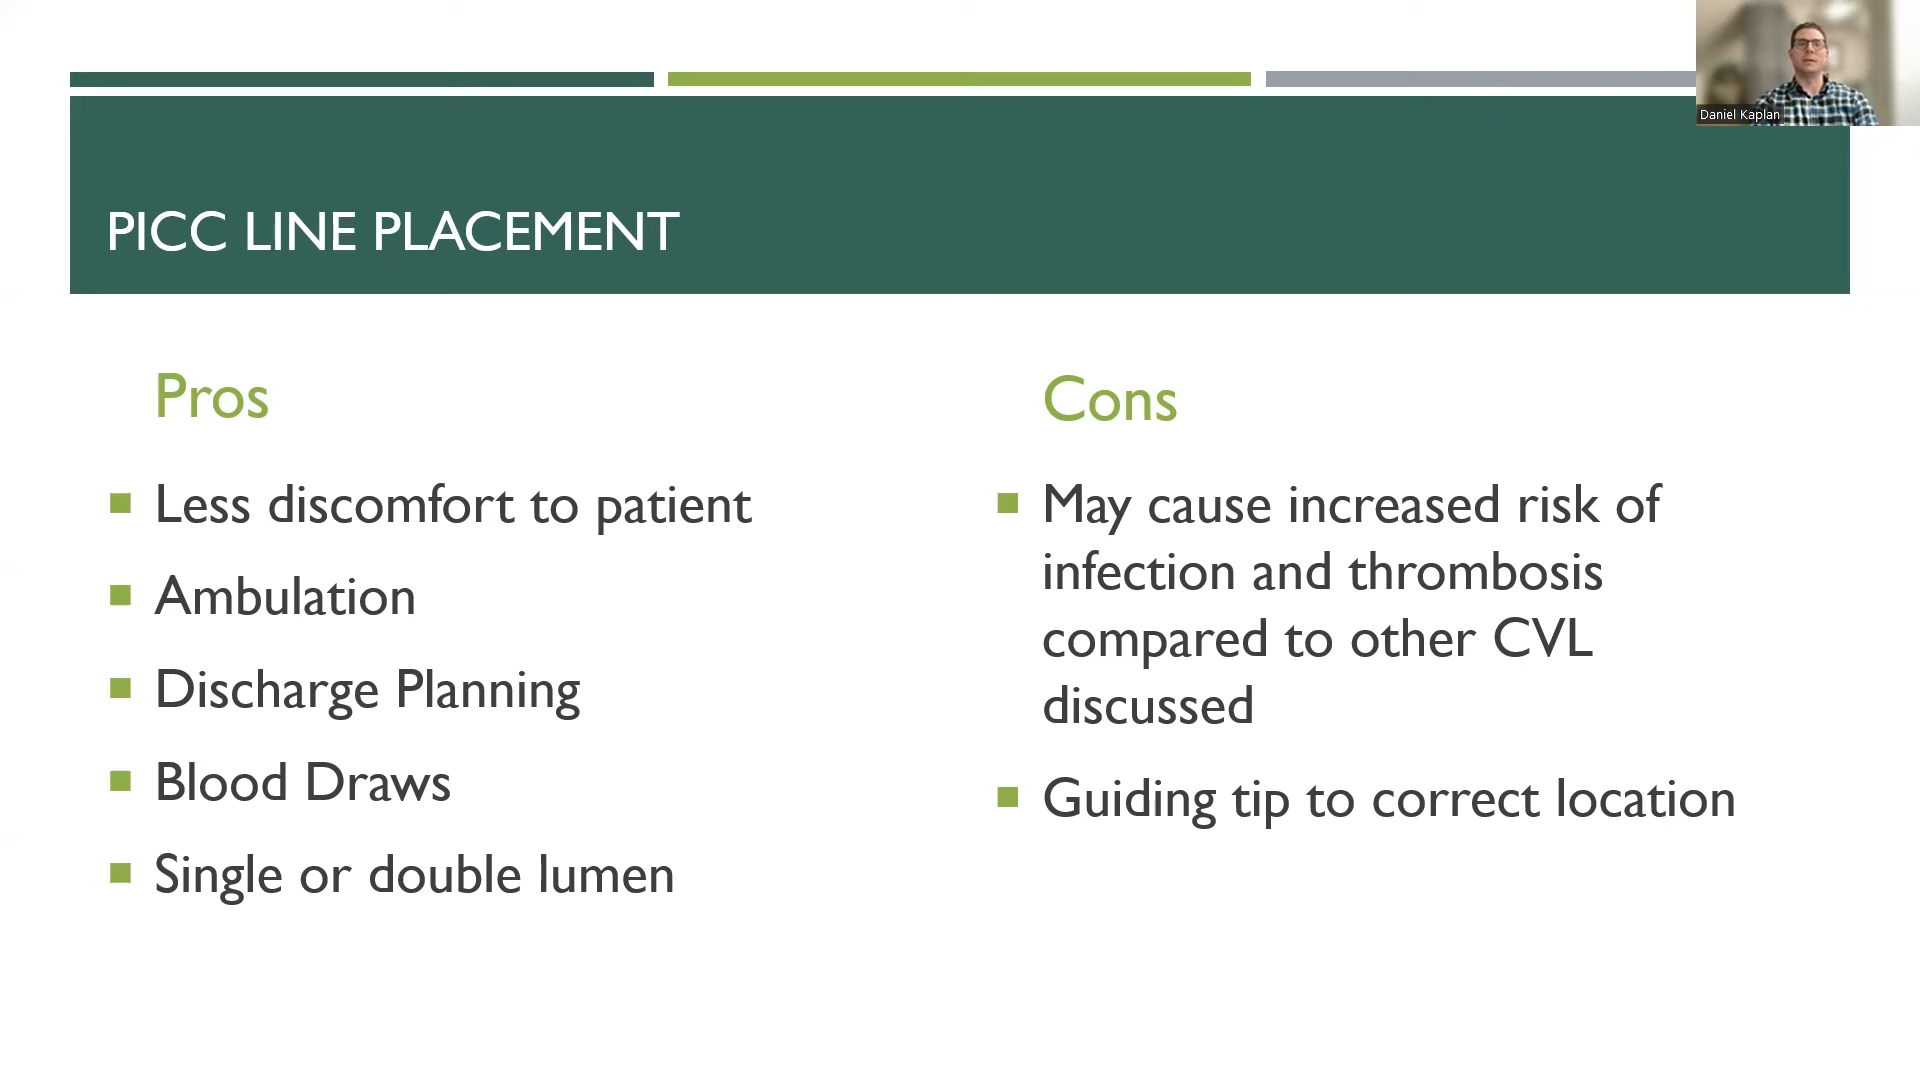 Daniel Kaplan
PICC LINE PLACEMENT
Pros
Less discomfort to patient
Ambulation
Discharge Planning
Blood Draws
Single or double lumen
Cons
May cause increased risk of
infection and thrombosis
compared to other CVL
discussed
Guiding tip to correct location